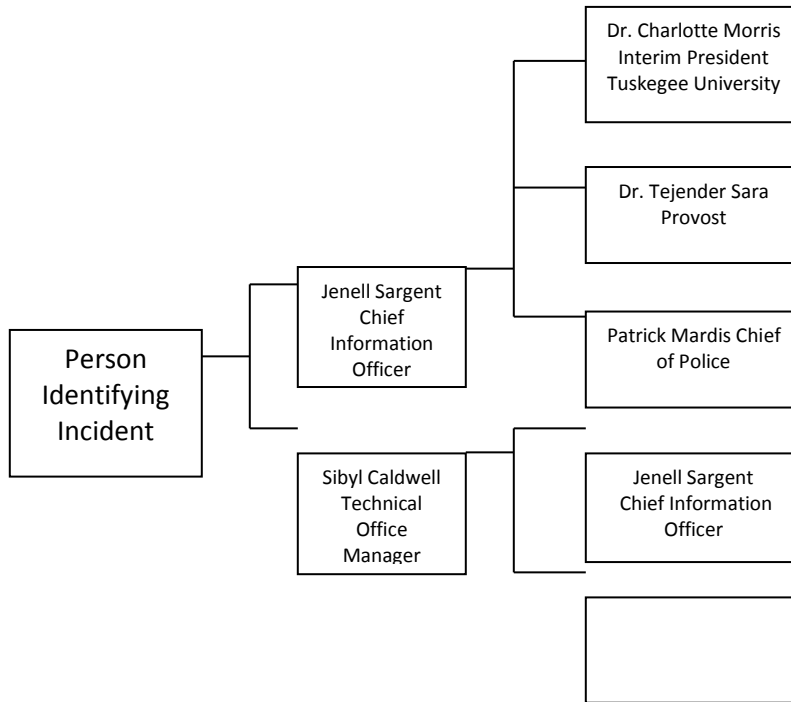 Dr. Charlotte Morris
Interim President
Tuskegee University
Dr. Tejender Sara
Provost
Jenell Sargent
Chief
Information
Officer
Patrick Mardis Chief
of Police
Person
Identifying
Incident
Sibyl Caldwell
Technical
Office
Manager
Jenell Sargent
Chief Information
Officer